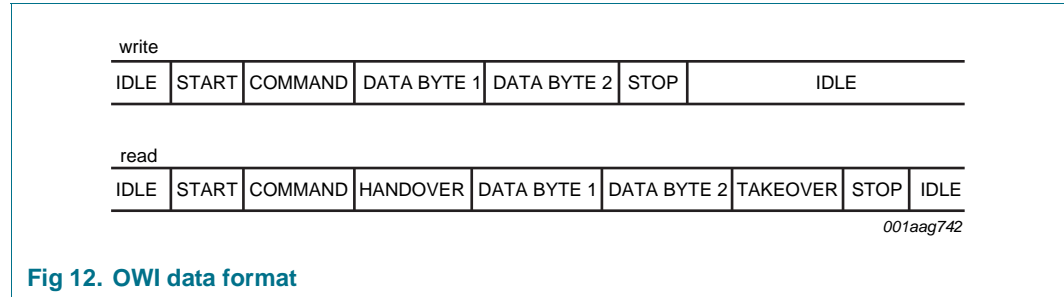 write
IDLE START COMMAND DATA BYTE 1 DATA BYTE 2 STOP IDLE
read
IDLE START COMMAND HANDOVER DATA BYTE 1 DATA BYTE 2 TAKEOVER STOP IDLE
001aag742
Fig 12. OWI data format